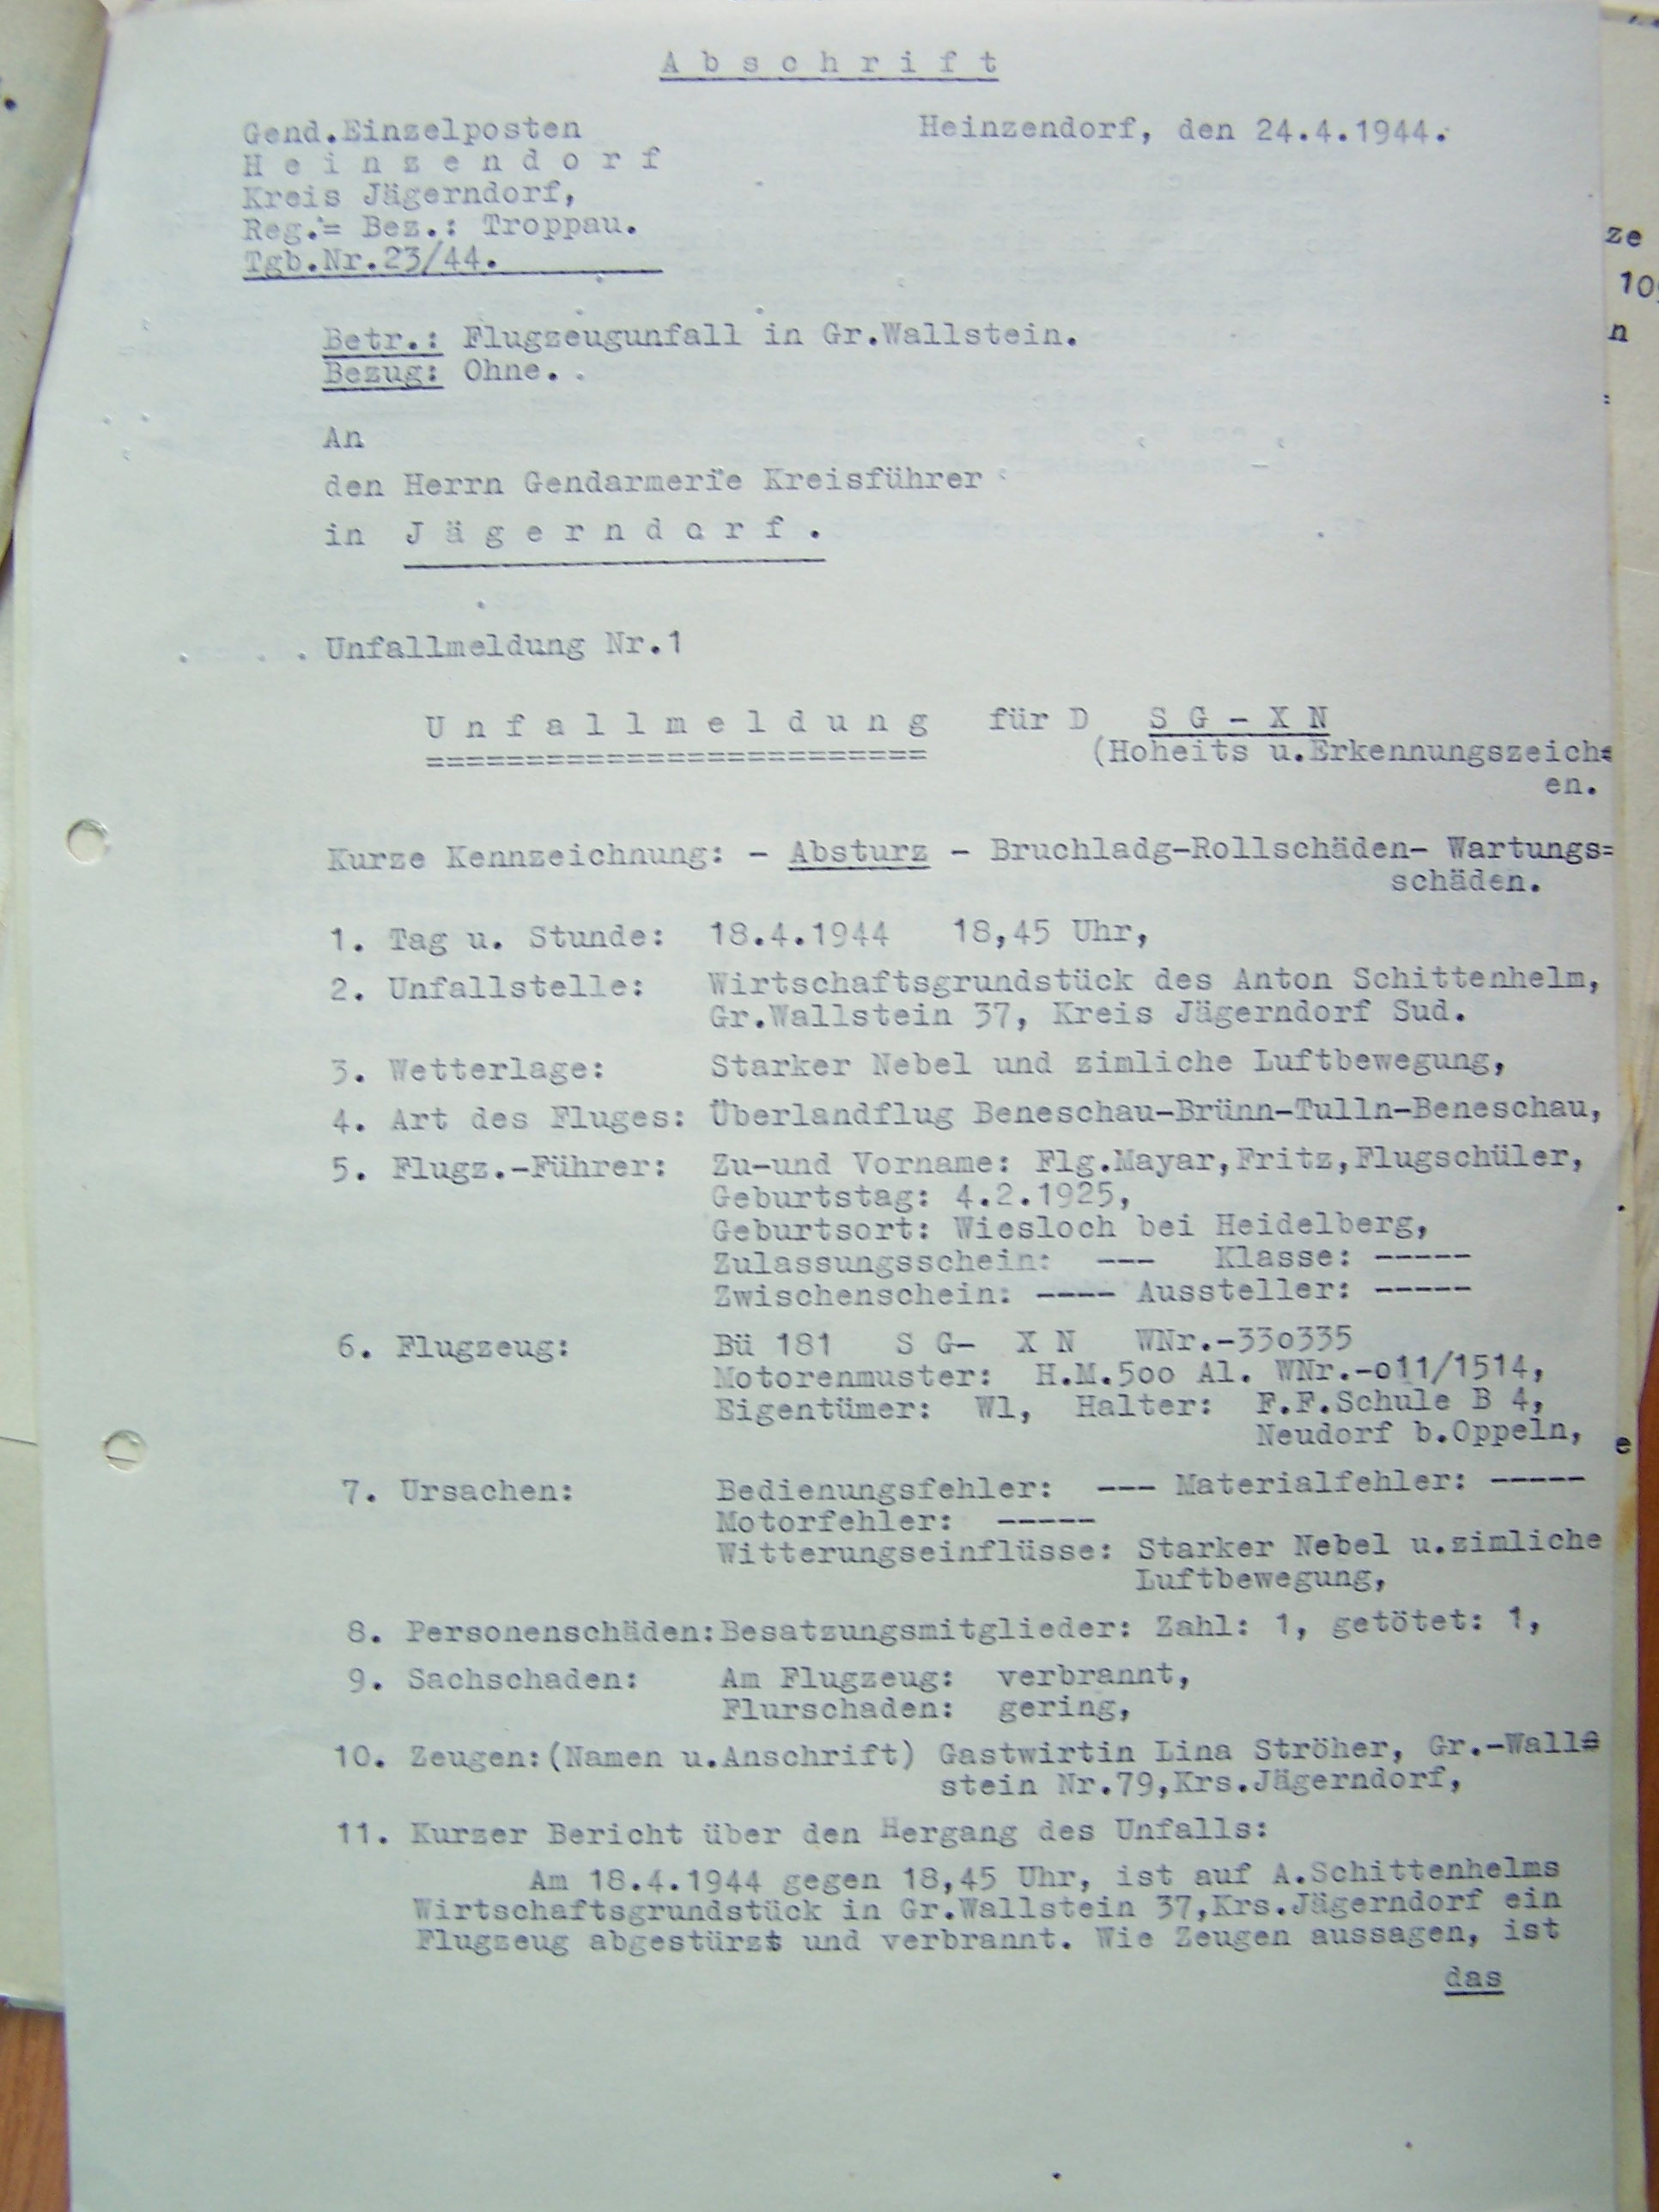 A b s c h r i f t
Gend.Einzelposten
Heinzendorf, den 24.4.1944.
H e i n z e n d o r f
Kreis Jägerndorf,
Reg.= Bez.: Troppau.
Tgb.Nr.23/44.
Betr.: Flugzeugunfall in Gr.Wallstein.
Bezug: Ohne.
An
den Herrn Gendarmerie Kreisführer
in J ä g e r n d o r f .
Unfallmeldung Nr.1
U n f a l l m e l d u n g für D S G - X N
=========================
(Hoheits u.Erkennungszeich=
en.
Kurze Kennzeichnung: - Absturz - Bruchladg-Rollschäden- Wartungs=
schäden.
1. Tag u. Stunde: 18.4.1944 18,45 Uhr,
2. Unfallstelle: Wirtschaftsgrundstück des Anton Schittenhelm,
Gr.Wallstein 37, Kreis Jägerndorf Sud.
3. Wetterlage: Starker Nebel und zimliche Luftbewegung,
4. Art des Fluges: Überlandflug Beneschau-Brünn-Tulln-Beneschau,
5. Flugz.-Führer: Zu-und Vorname: Flg.Mayar,Fritz,Flugschüler,
Geburtstag: 4.2.1925,
Geburtsort: Wiesloch bei Heidelberg,
Zulassungsschein: --- Klasse: -----
Zwischenschein: ---- Aussteller: -----
6. Flugzeug: Bü 181 S G- X N WNr.-33o335
Motorenmuster: H.M.5oo Al. WNr.-o11/1514,
Eigentümer: Wl, Halter: F.F.Schule B 4,
Neudorf b.Oppeln,
7. Ursachen: Bedienungsfehler: --- Materialfehler: -----
Motorfehler: -----
Witterungseinflüsse: Starker Nebel u.zimliche
Luftbewegung,
8. Personenschäden:Besatzungsmitglieder: Zahl: 1, getötet: 1,
9. Sachschaden: Am Flugzeug: verbrannt,
Flurschaden: gering,
10. Zeugen:(Namen u.Anschrift) Gastwirtin Lina Ströher, Gr.-Wall=
stein Nr.79,Krs.Jägerndorf,
11. Kurzer Bericht über den Hergang des Unfalls:
Am 18.4.1944 gegen 18,45 Uhr, ist auf A.Schittenhelms
Wirtschaftsgrundstück in Gr.Wallstein 37,Krs.Jägerndorf ein
Flugzeug abgestürzt und verbrannt. Wie Zeugen aussagen, ist
das